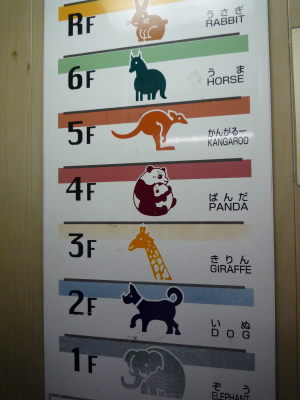 RF
うさぎ
RABBIT
6F
うま
HORSE
5F
かんがるー
KANGAROO
4F
ぱんだ
PANDA
3F
きりん
GIRAFFE
2F
いぬ
DOG
1F
ぞう
ELEPHANT